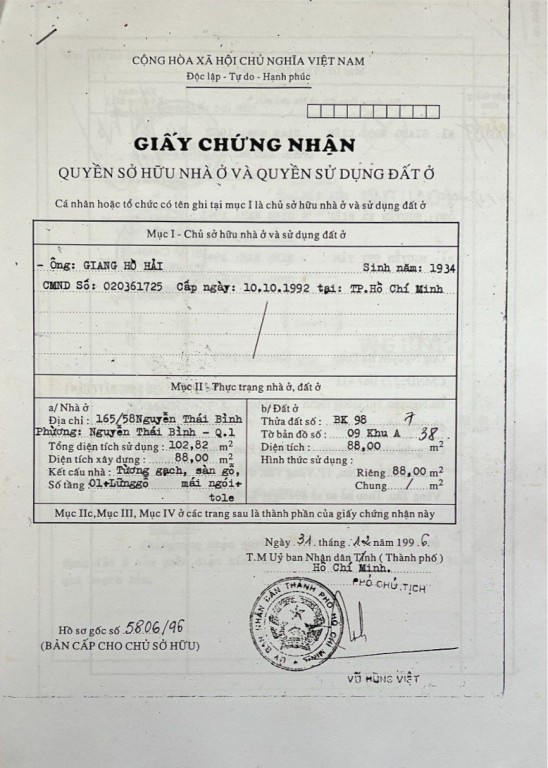 CỘNG HÒA XÃ HỘI CHỦ NGHĨA VIỆT NAM
Độc lập - Tự do - Hạnh phúc
GIẤY CHỨNG NHẬN
QUYỀN SỞ HỮU NHÀ Ở VÀ QUYỀN SỬ DỤNG ĐẤT Ở
Cá nhân hoặc tổ chức có tên ghi tại mục I là chủ sở hữu nhà ở và sử dụng đất ở
Mục I - Chủ sở hữu nhà ở và sử dụng đất ở
- Ông: GIANG HỒ HẢI Sinh năm: 1934
CMND Số: 020361725 Cấp ngày: 10.10.1992 tại: TP.Hồ Chí Minh
Mục II - Thực trạng nhà ở, đất ở
a/ Nhà ở
Địa chỉ : 165/58Nguyễn Thái Bình
Phường: Nguyễn Thái Bình - Q.1
Tổng diện tích sử dụng : 102,82 m2
Diện tích xây dựng : 88,00 m2
Kết cấu nhà : Tường gạch, sàn gỗ,
Số tầng 01+Lửnggỗ mái ngói+
tole
b/ Đất ở
Thửa đất số : BK 98 7
Tờ bản đồ số : 09 Khu A 38
Diện tích : 88,00 m2
Hình thức sử dụng :
Riêng 88,00 m2
Chung / m2
Mục IIc, Mục III, Mục IV ở các trang sau là thành phần của giấy chứng nhận này
Ngày 31. tháng 12 năm 1996.
T.M Uỷ ban Nhân dân Tỉnh ( Thành phố )
Hồ Chí Minh.
PHÓ CHỦ TỊCH
ỦY BAN NHÂN DÂN THÀNH PHỐ HỒ CHÍ MINH
Hồ sơ gốc số 5806/96
(BẢN CẤP CHO CHỦ SỞ HỮU)
VŨ HÙNG VIỆT